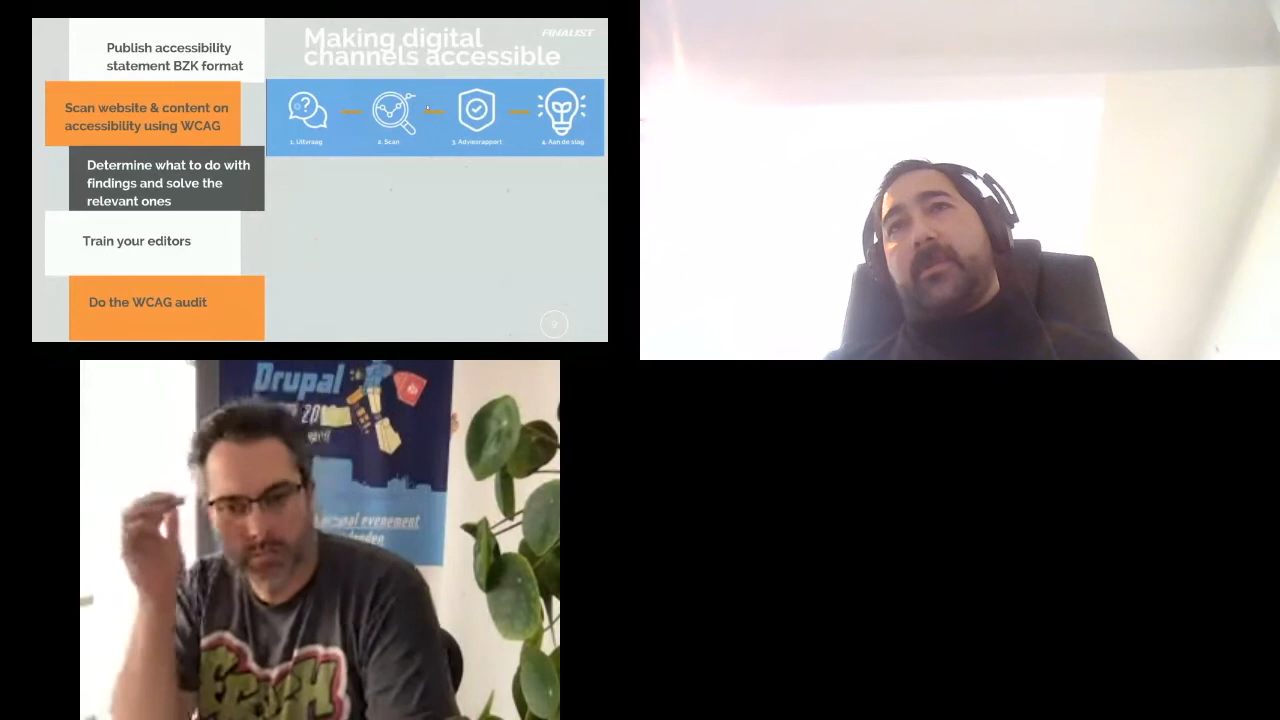 Publish accessibility
statement BZK format
Scan website & content on
accessibility using WCAG
Determine what to do with
findings and solve the
relevant ones
Train your editors
Do the WCAG audit
FINALIST
Making digital
channels accessible
1. Uitvraag
2. Scan
3. Adviesrapport
4. Aan de slag
9
Drupal
evenement